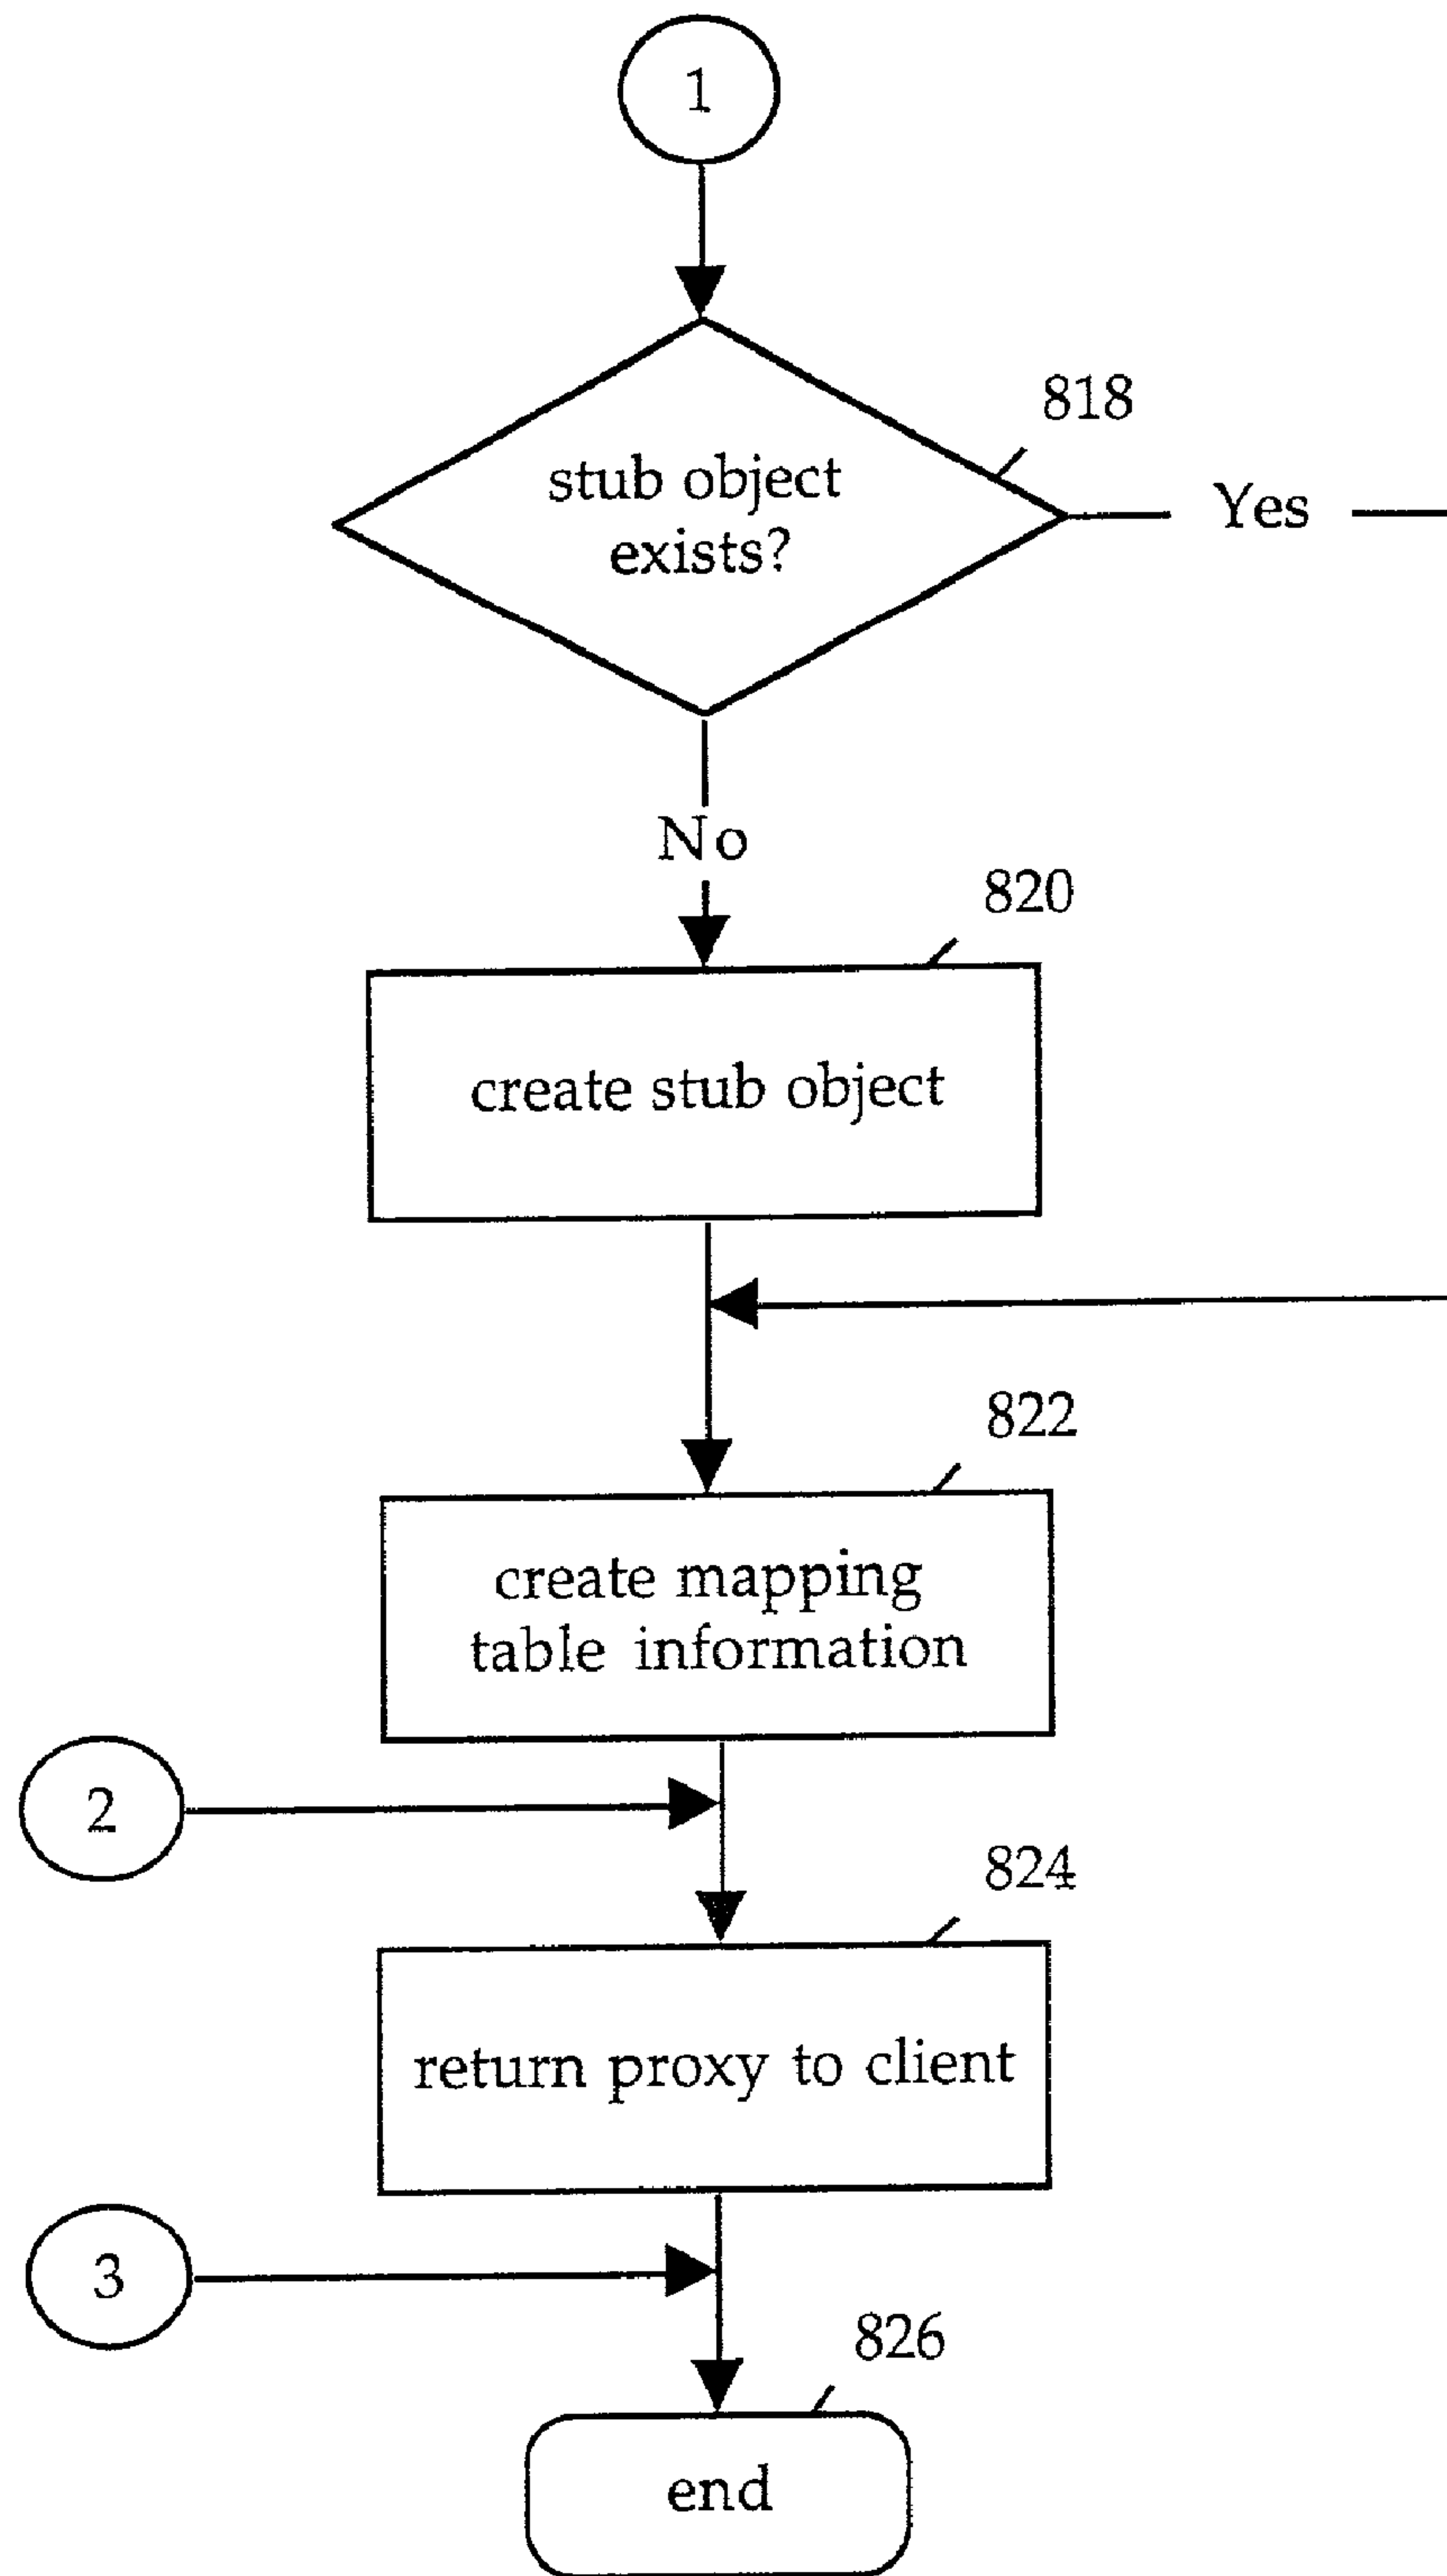 1
818
stub object
exists?
Yes
No
820
create stub object
822
create mapping
table information
2
824
return proxy to client
3
826
end